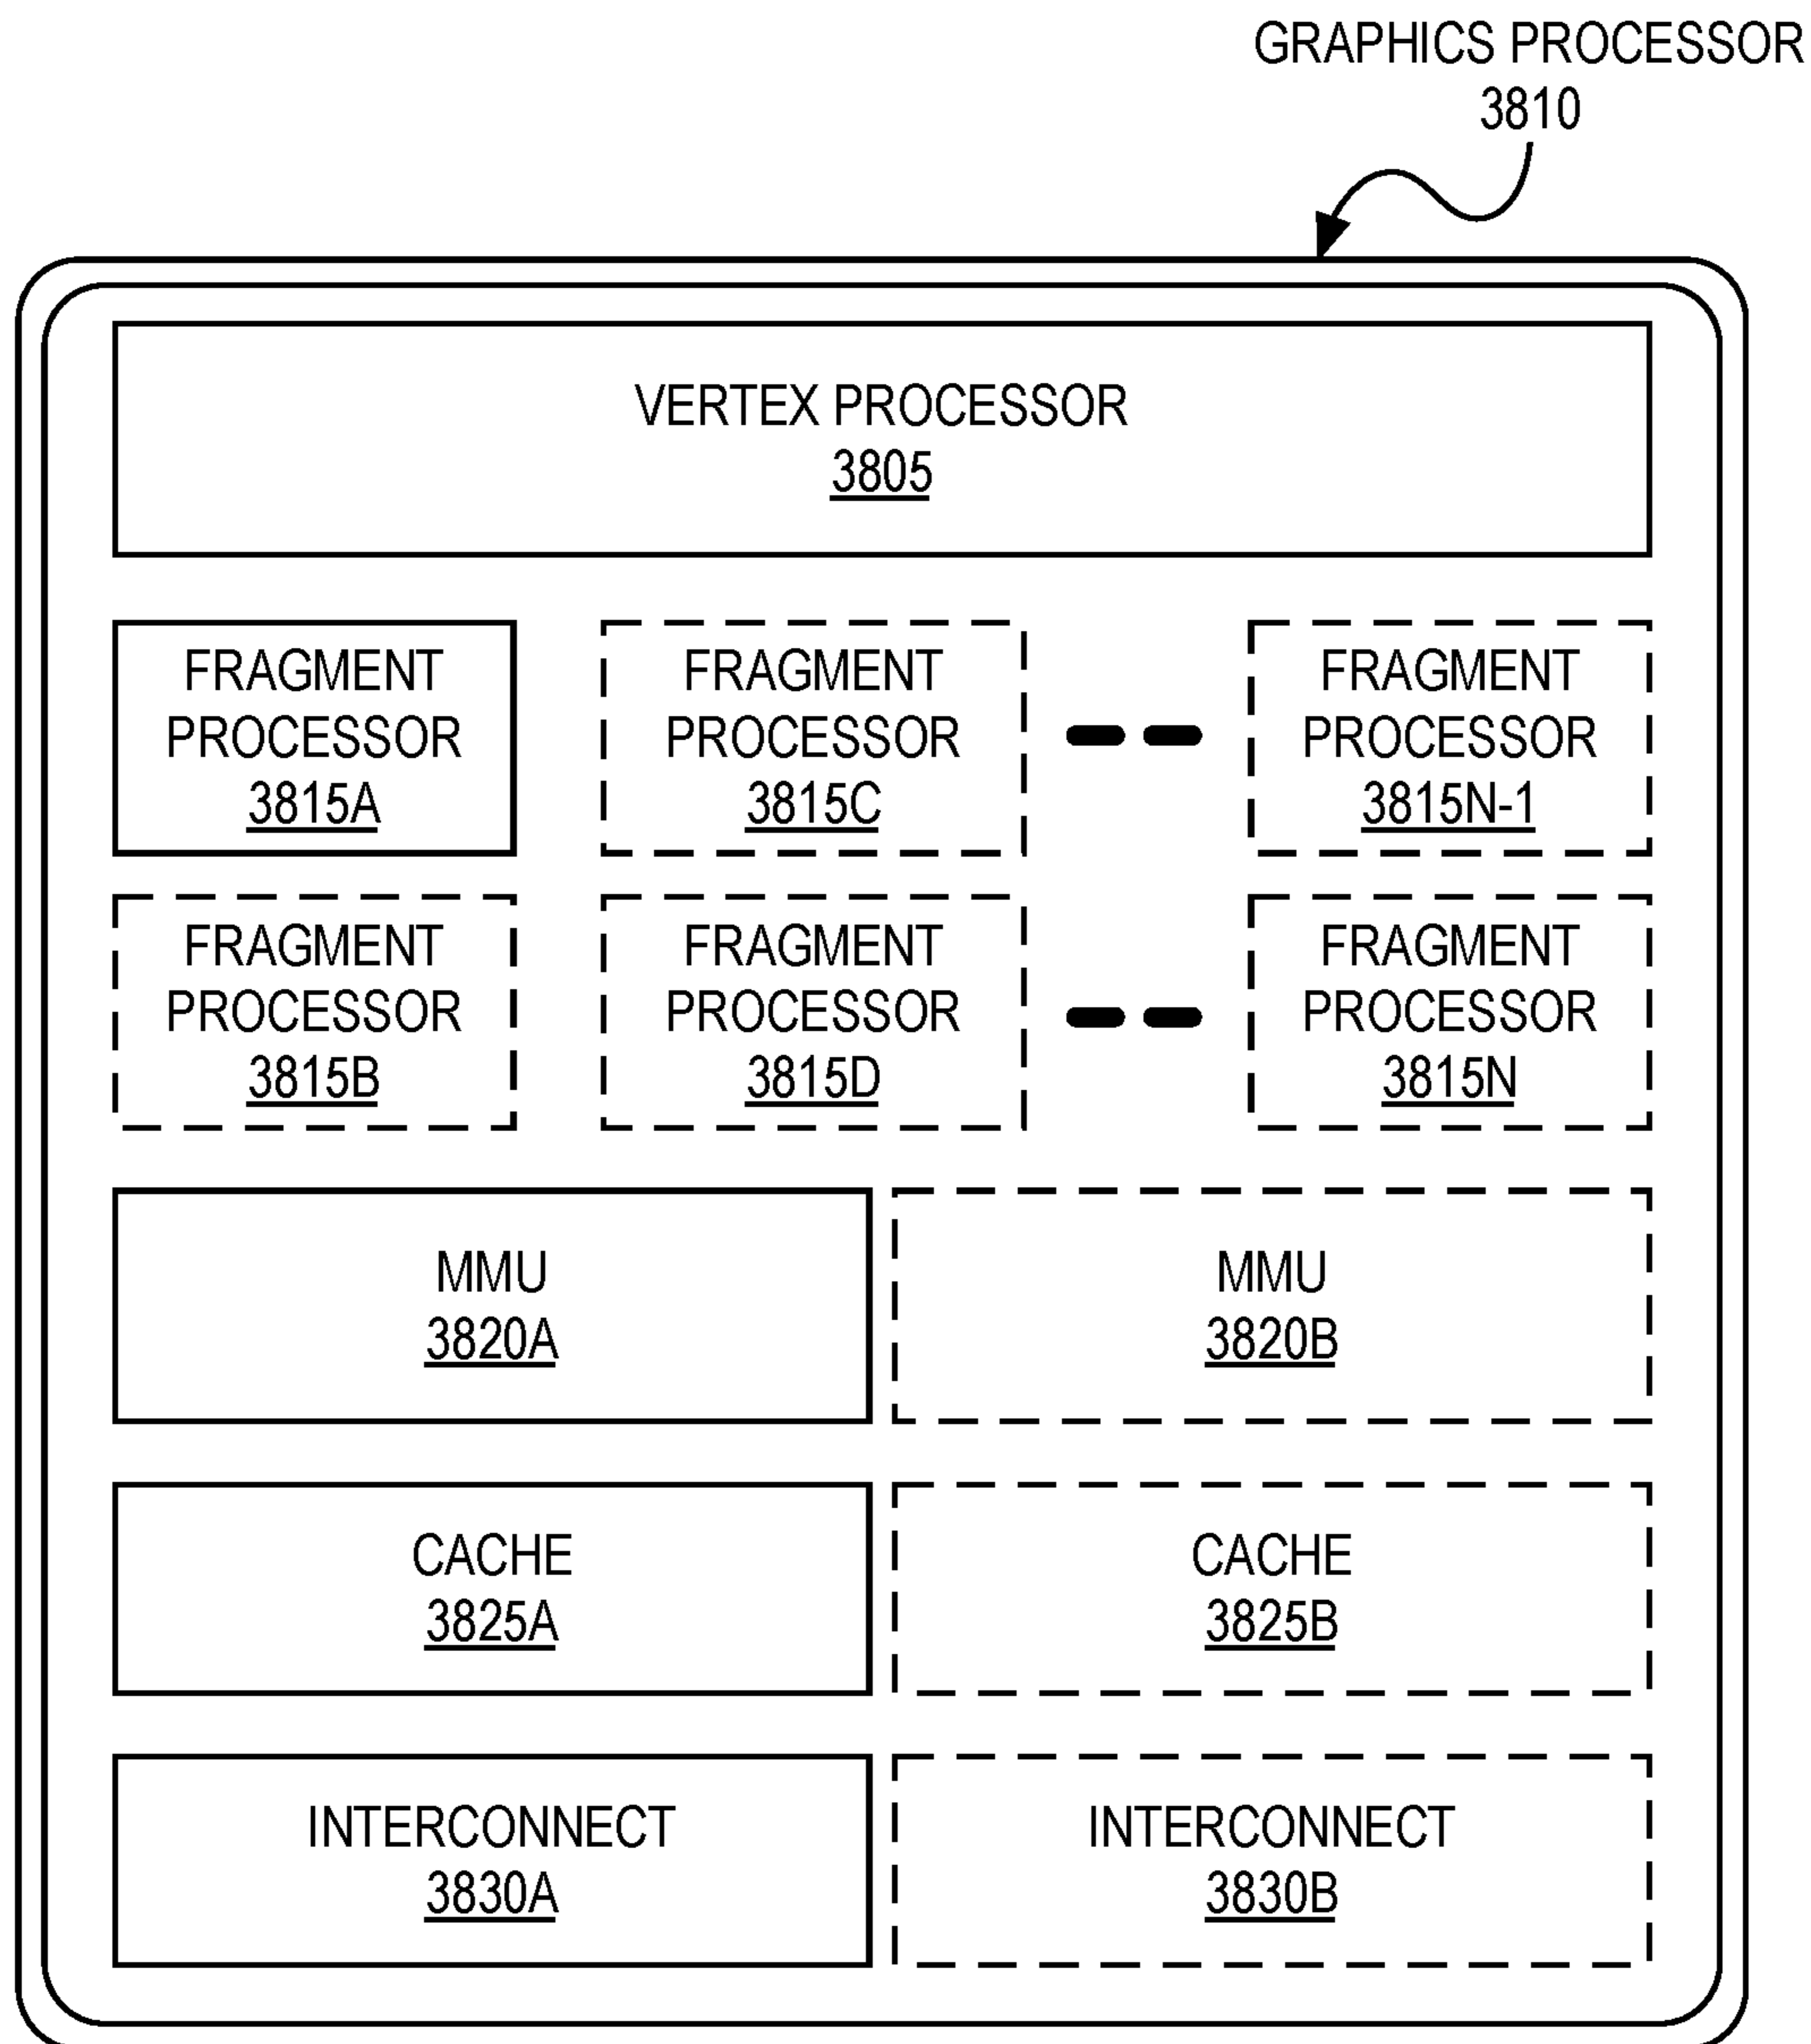 GRAPHICS PROCESSOR
3810
VERTEX PROCESSOR
3805
FRAGMENT
PROCESSOR
3815A
FRAGMENT
PROCESSOR
3815C
FRAGMENT
PROCESSOR
3815N-1
FRAGMENT
PROCESSOR
3815B
FRAGMENT
PROCESSOR
3815D
FRAGMENT
PROCESSOR
3815N
MMU
3820A
MMU
3820B
CACHE
3825A
CACHE
3825B
INTERCONNECT
3830A
INTERCONNECT
3830B